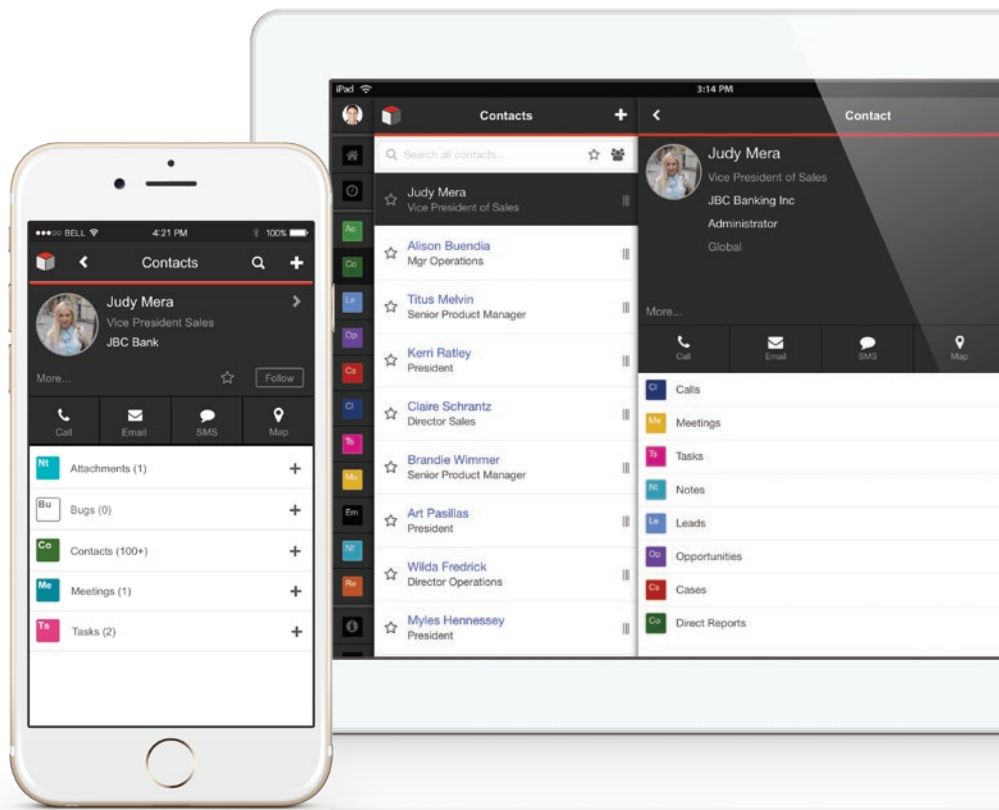 BELL
4:21 PM
100%
Contacts
Judy Mera
Vice President Sales
JBC Bank
More...
Follow
Call
Email
SMS
Map
Nt
Attachments (1)
Bu
Bugs (0)
Co
Contacts (100+)
Me
Meetings (1)
Ts
Tasks (2)
iPad
3:14 PM
Contacts
Search all contacts...
Ac
Co
Le
Op
Cs
Cl
Ts
Me
Em
Nt
Re
Judy Mera
Vice President of Sales
Alison Buendia
Mgr Operations
Titus Melvin
Senior Product Manager
Kerri Ratley
President
Claire Schrantz
Director Sales
Brandie Wimmer
Senior Product Manager
Art Pasillas
President
Wilda Fredrick
Director Operations
Myles Hennessey
President
Contact
Judy Mera
Vice President of Sales
JBC Banking Inc
Administrator
Global
More...
Call
Email
SMS
Map
Cl
Calls
Me
Meetings
Ts
Tasks
Nt
Notes
Le
Leads
Op
Opportunities
Cs
Cases
Co
Direct Reports